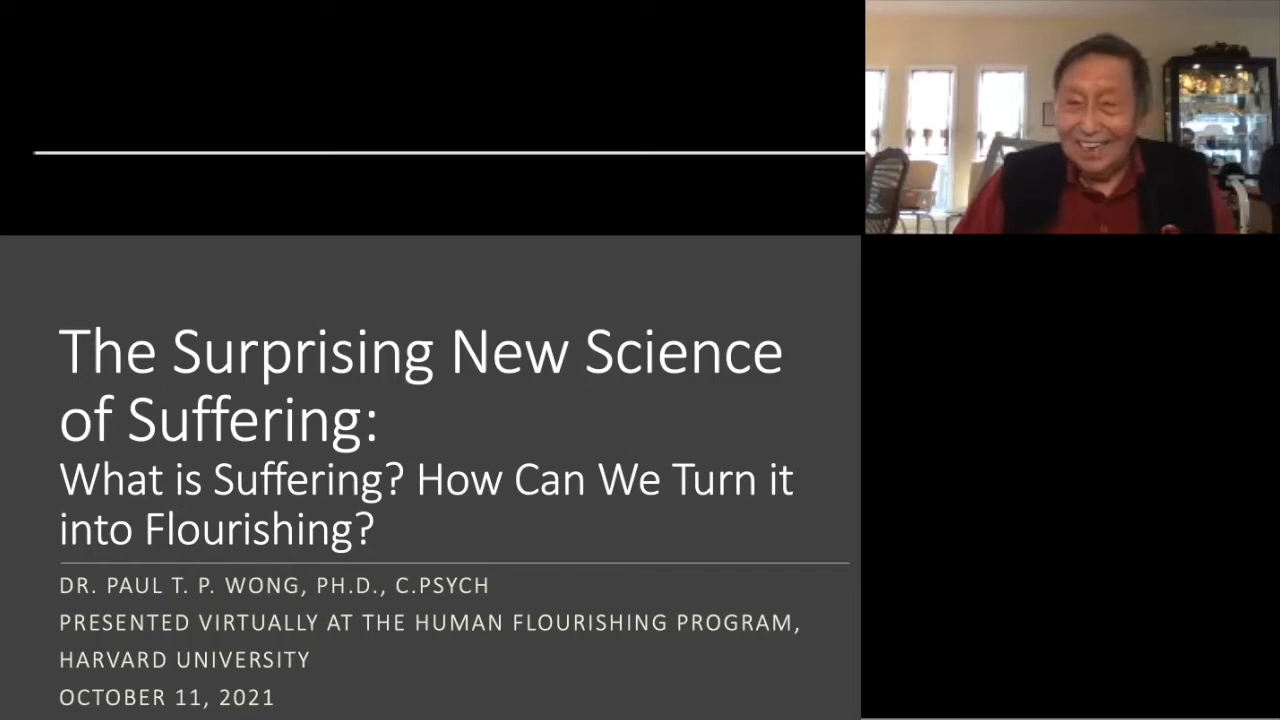 The Surprising New Science
of Suffering:
What is Suffering? How Can We Turn it
into Flourishing?
DR. PAUL T. P. WONG, PH.D., C.PSYCH
PRESENTED VIRTUALLY AT THE HUMAN FLOURISHING PROGRAM,
HARVARD UNIVERSITY
OCTOBER 11, 2021